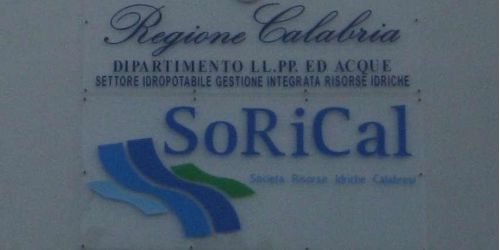 Regione Calabria
DIPARTIMENTO LL.PP. ED ACQUE
SETTORE IDROPOTABILE GESTIONE INTEGRATA RISORSE IDRICHE
SoRiCal
Società Risorse Idriche Calabresi